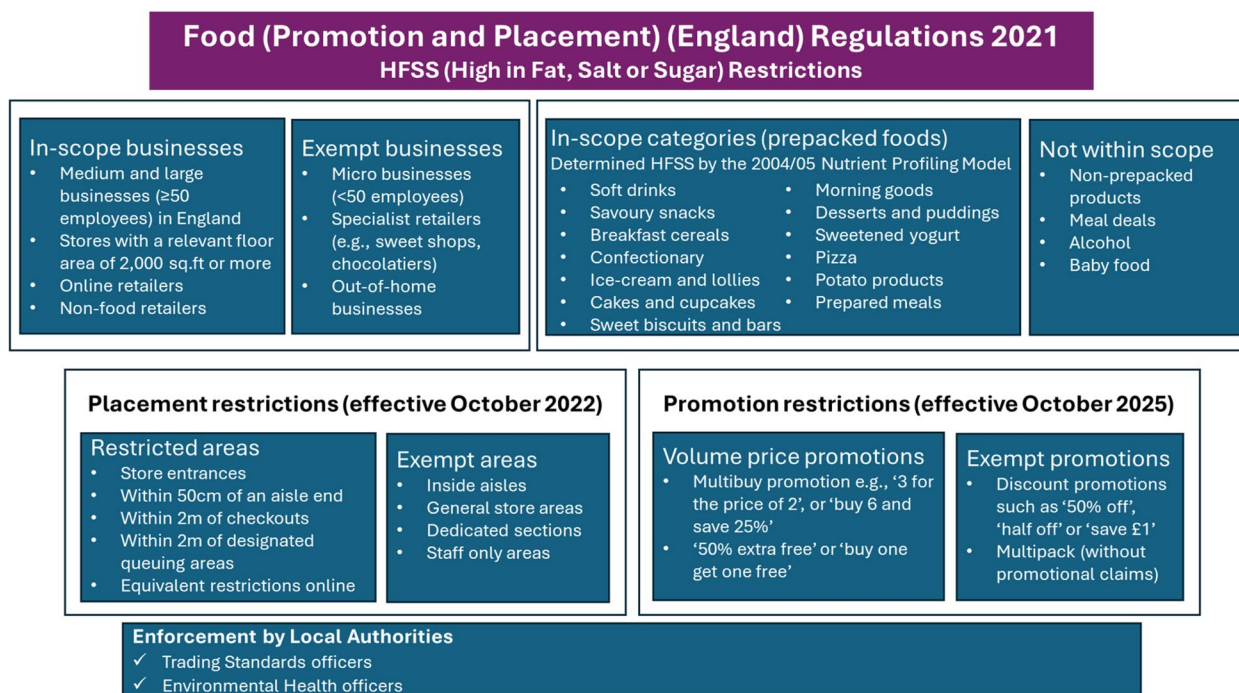 Food (Promotion and Placement) (England) Regulations 2021
HFSS (High in Fat, Salt or Sugar) Restrictions
In-scope businesses
• Medium and large
businesses (≥50
employees) in England
• Stores with a relevant floor
area of 2,000 sq.ft or more
• Online retailers
• Non-food retailers
Exempt businesses
• Micro businesses
(<50 employees)
• Specialist retailers
(e.g., sweet shops,
chocolatiers)
• Out-of-home
businesses
In-scope categories (prepacked foods)
Determined HFSS by the 2004/05 Nutrient Profiling Model
• Soft drinks
• Savoury snacks
• Breakfast cereals
• Confectionary
• Ice-cream and lollies
• Cakes and cupcakes
• Sweet biscuits and bars
• Morning goods
• Desserts and puddings
• Sweetened yogurt
• Pizza
• Potato products
• Prepared meals
Not within scope
• Non-prepacked
products
• Meal deals
• Alcohol
• Baby food
Placement restrictions (effective October 2022)
Restricted areas
• Store entrances
• Within 50cm of an aisle end
• Within 2m of checkouts
• Within 2m of designated
queuing areas
• Equivalent restrictions online
Exempt areas
• Inside aisles
• General store areas
• Dedicated sections
• Staff only areas
Promotion restrictions (effective October 2025)
Volume price promotions
• Multibuy promotion e.g., ‘3 for
the price of 2’, or ‘buy 6 and
save 25%’
• ‘50% extra free’ or ‘buy one
get one free’
Exempt promotions
• Discount promotions
such as ‘50% off’,
‘half off’ or ‘save £1’
• Multipack (without
promotional claims)
Enforcement by Local Authorities
✓ Trading Standards officers
✓ Environmental Health officers